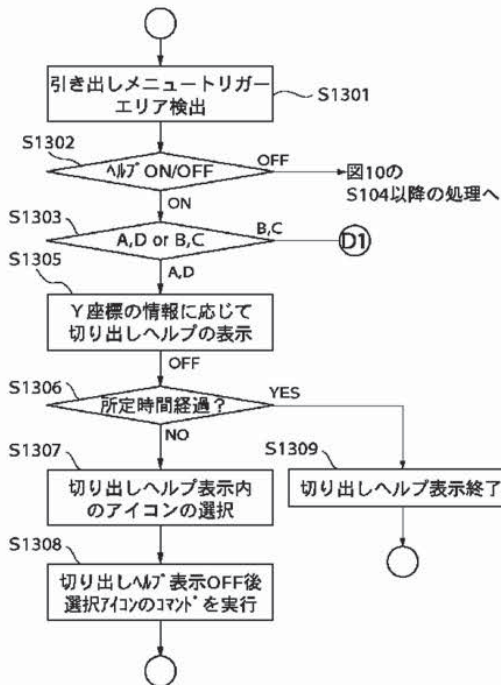 引き出しメニュートリガー
エリア検出
S1301
S1302
ﾍﾙﾌﾟON/OFF
OFF
図10の
S104以降の処理へ
ON
S1303
A,D or B,C
B,C
D1
S1305
A,D
Y座標の情報に応じて
切り出しヘルプの表示
OFF
S1306
所定時間経過?
YES
NO
S1307
切り出しヘルプ表示内
のアイコンの選択
S1309
切り出しヘルプ表示終了
S1308
切り出しﾍﾙﾌﾟ表示OFF後
選択ｱｲｺﾝのｺﾏﾝﾄﾞを実行